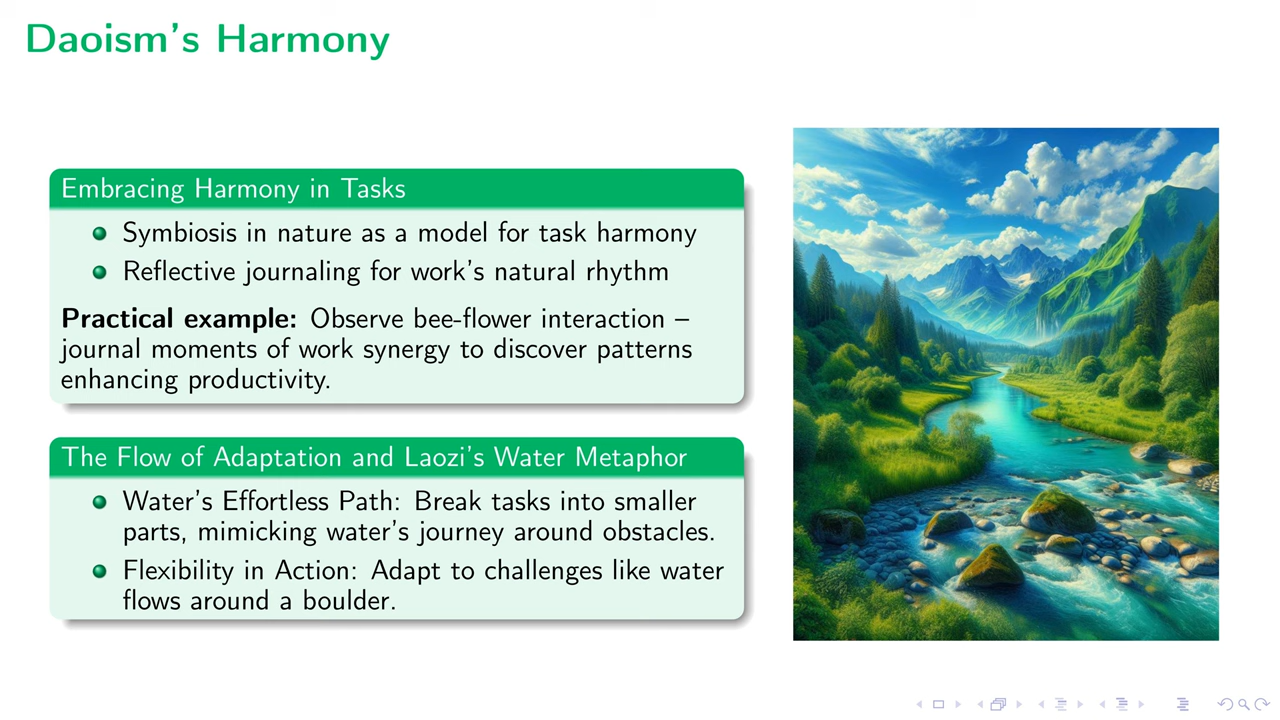 Daoism's Harmony
Embracing Harmony in Tasks
Symbiosis in nature as a model for task harmony
Reflective journaling for work's natural rhythm
Practical example: Observe bee-flower interaction –
journal moments of work synergy to discover patterns
enhancing productivity.
The Flow of Adaptation and Laozi's Water Metaphor
Water's Effortless Path: Break tasks into smaller
parts, mimicking water's journey around obstacles.
Flexibility in Action: Adapt to challenges like water
flows around a boulder.